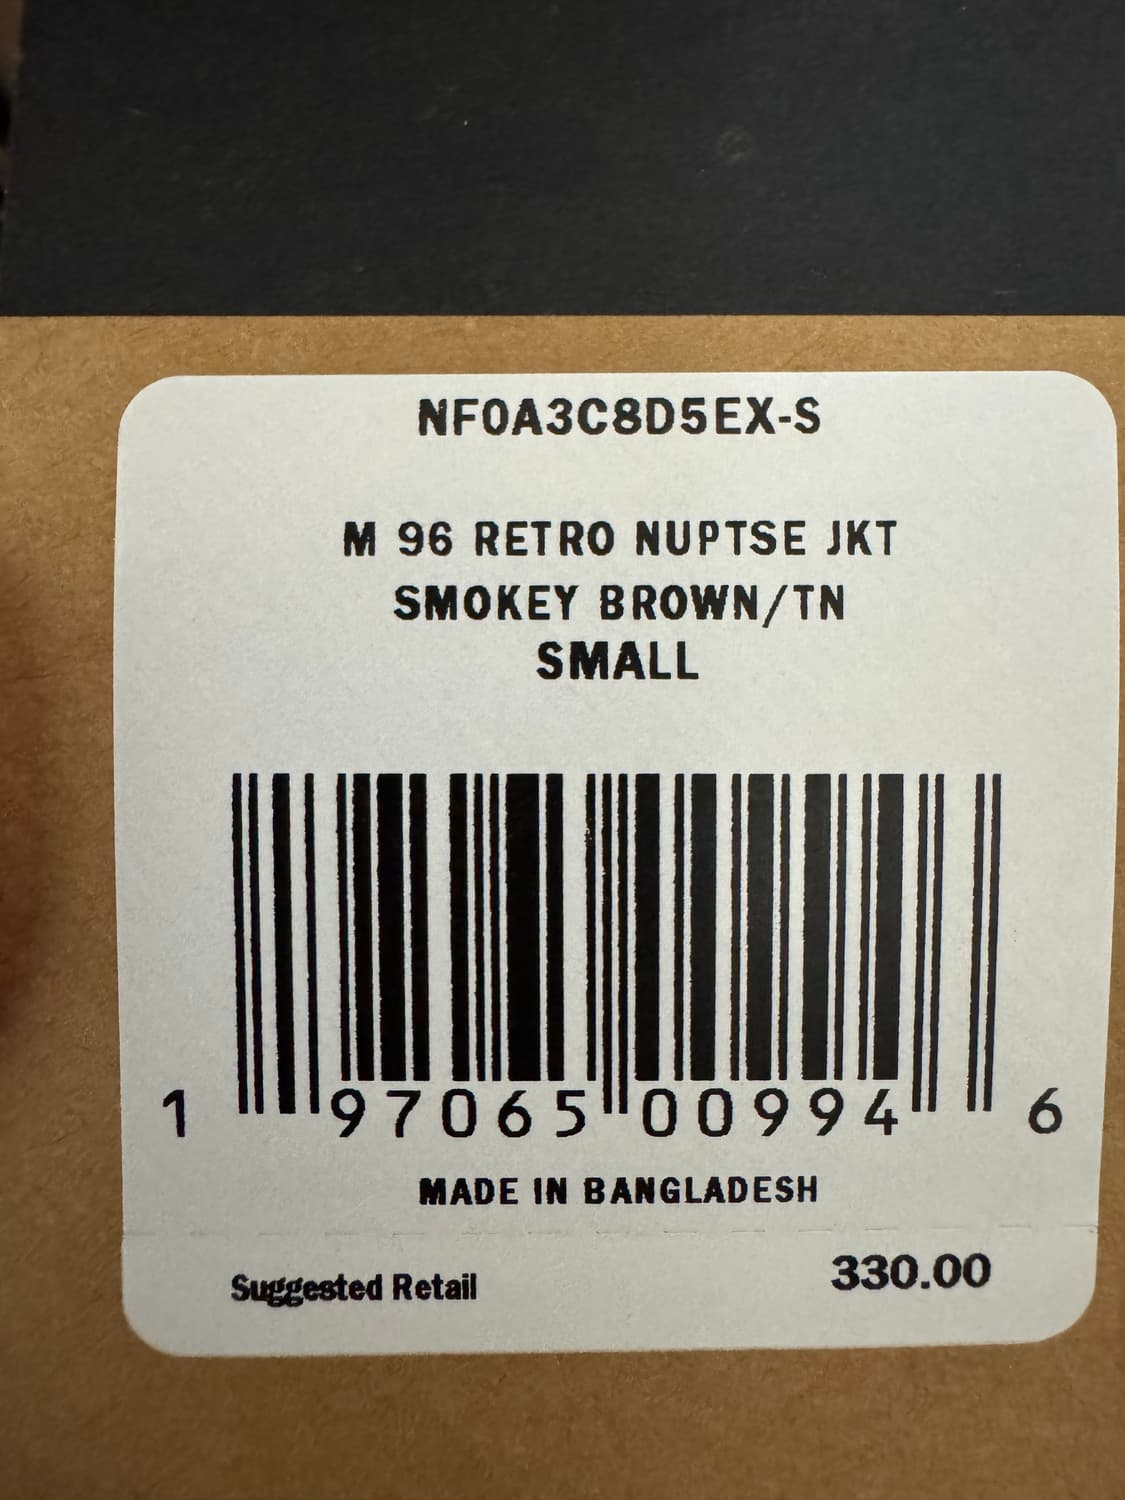 NF0A3C8D5EX-S
M 96 RETRO NUPTSE JKT
SMOKEY BROWN/TN
SMALL
1 97065 00994 6
MADE IN BANGLADESH
Suggested Retail 330.00